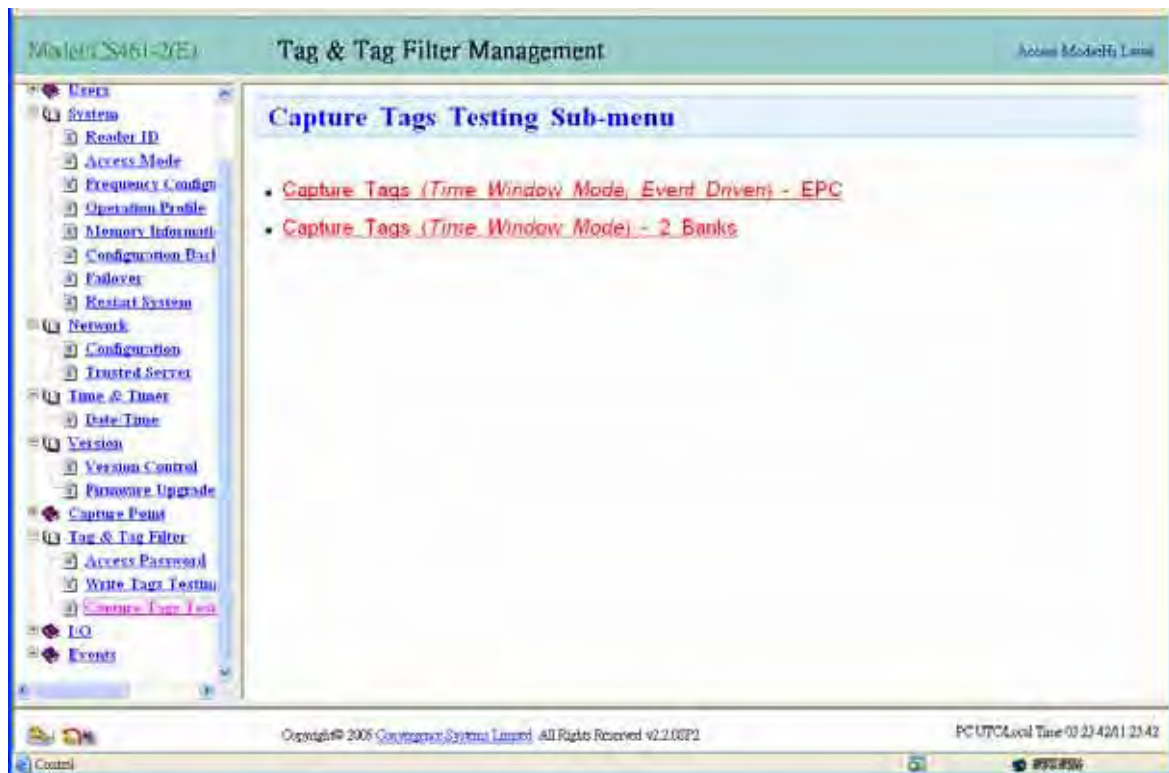 Model: CS461-2(E)
Tag & Tag Filter Management
Users
System
Reader ID
Access Mode
Frequency Configu
Operation Profile
Memory Informati
Configuration Bac
Failover
Restart System
Network
Configuration
Trusted Server
Time & Timer
Date Time
Version
Version Control
Firmware Upgrade
Capture Point
Tag & Tag Filter
Access Password
Write Tags Testin
Capture Tags Test
I/O
Events
Capture Tags Testing Sub-menu
• Capture Tags (Time Window Mode, Event Driven) - EPC
• Capture Tags (Time Window Mode) - 2 Banks
Copyright© Convergence Systems Limited. All Rights Reserved
PC UTC/Local Time
Control